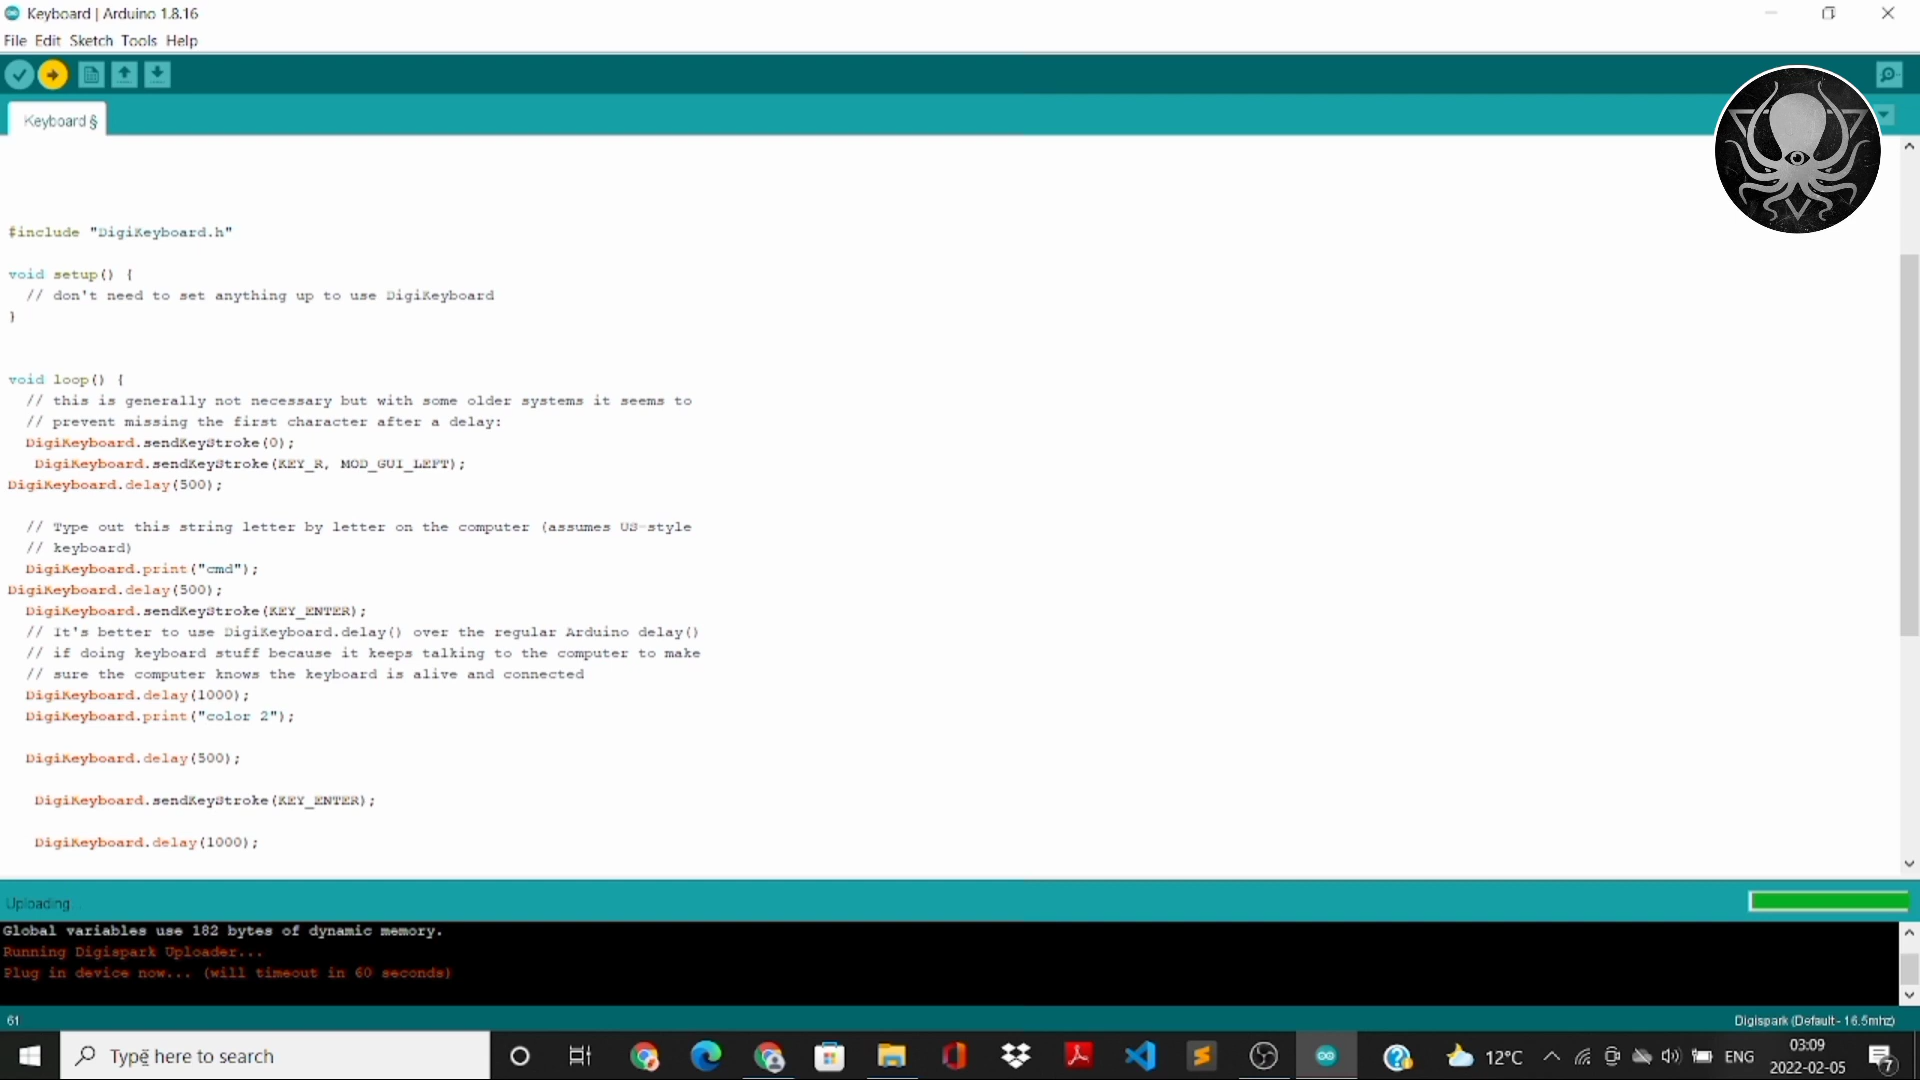 Keyboard | Arduino 1.8.16
File Edit Sketch Tools Help
Keyboard §
#include "DigiKeyboard.h"
void setup() {
// don't need to set anything up to use DigiKeyboard
}
void loop() {
// this is generally not necessary but with some older systems it seems to
// prevent missing the first character after a delay:
DigiKeyboard.sendKeyStroke(0);
DigiKeyboard.sendKeyStroke(KEY_R, MOD_GUI_LEFT);
DigiKeyboard.delay(500);
// Type out this string letter by letter on the computer (assumes US-style
// keyboard)
DigiKeyboard.print("cmd");
DigiKeyboard.delay(500);
DigiKeyboard.sendKeyStroke(KEY_ENTER);
// It's better to use DigiKeyboard.delay() over the regular Arduino delay()
// if doing keyboard stuff because it keeps talking to the computer to make
// sure the computer knows the keyboard is alive and connected
DigiKeyboard.delay(1000);
DigiKeyboard.print("color 2");
DigiKeyboard.delay(500);
DigiKeyboard.sendKeyStroke(KEY_ENTER);
DigiKeyboard.delay(1000);
Uploading...
Global variables use 182 bytes of dynamic memory.
Running Digispark Uploader...
Plug in device now... (will timeout in 60 seconds)
61
Digispark (Default - 16.5mhz)
Type here to search
12°C
ENG
03:09
2022-02-05
7